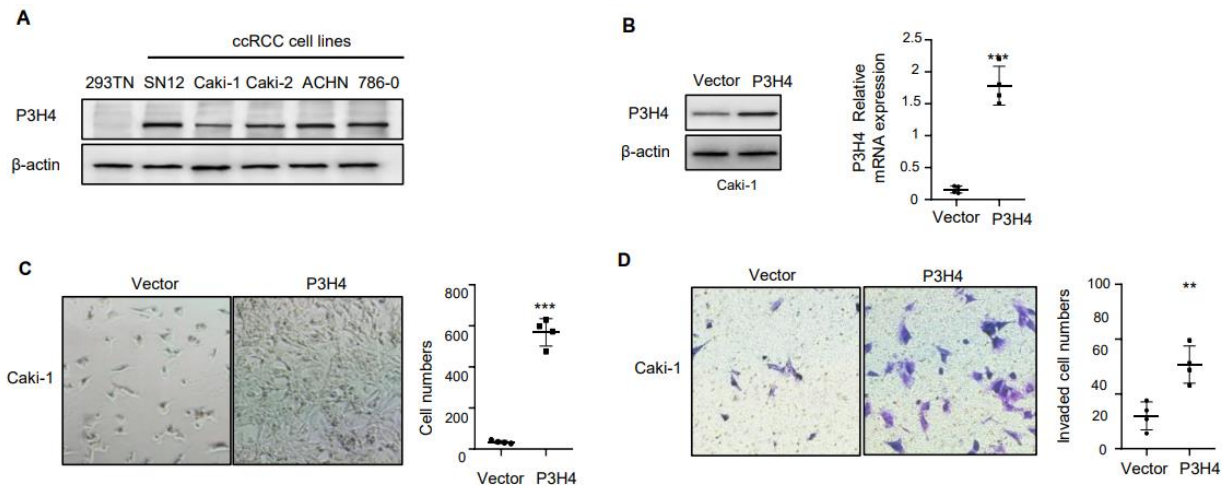 A
ccRCC cell lines
293TN SN12 Caki-1 Caki-2 ACHN 786-0
P3H4
β-actin
B
Vector P3H4
P3H4
β-actin
Caki-1
P3H4 Relative
mRNA expression
2.5
2
1.5
1
0.5
0
***
Vector P3H4
C
Vector P3H4
Caki-1
Cell numbers
800
600
400
200
0
***
Vector P3H4
D
Vector P3H4
Caki-1
Invaded cell numbers
100
60
40
20
0
**
Vector P3H4